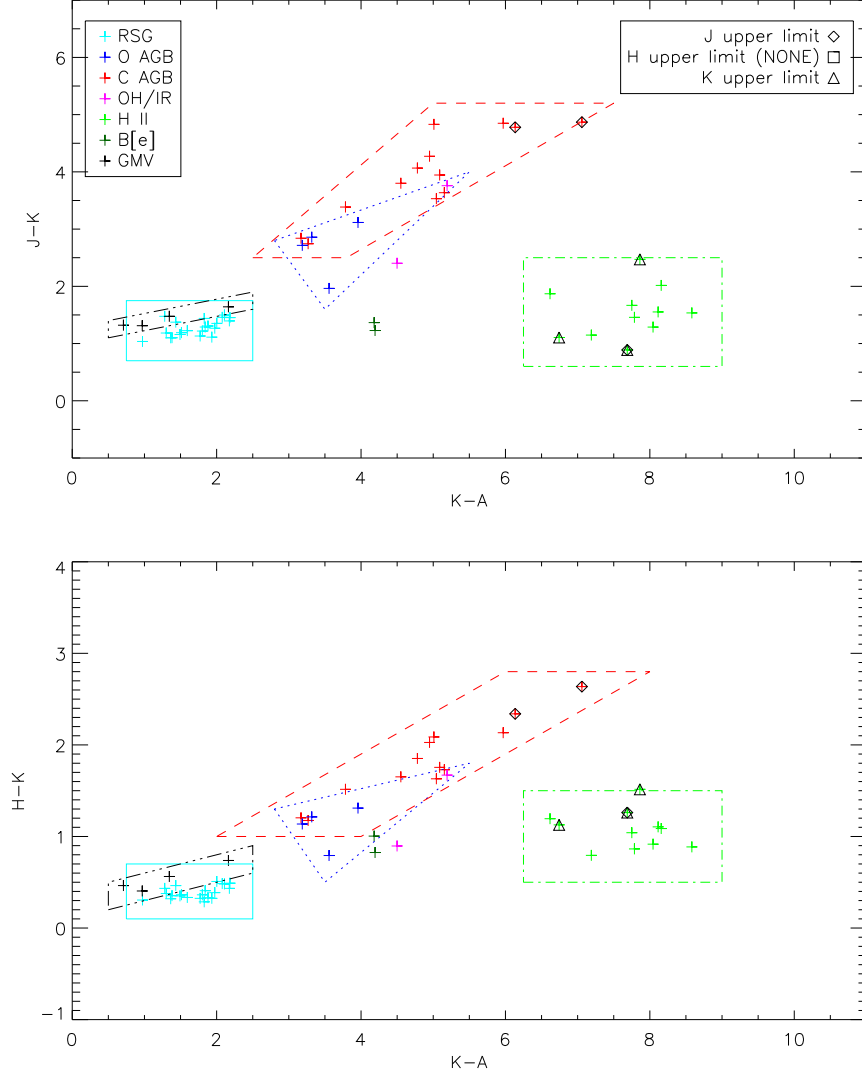 RSG
O AGB
C AGB
OH/IR
H II
B[e]
GMV
J upper limit
H upper limit (NONE)
K upper limit
6
4
2
0
J-K
0 2 4 6 8 10
K-A
4
3
2
1
0
-1
H-K
0 2 4 6 8 10
K-A